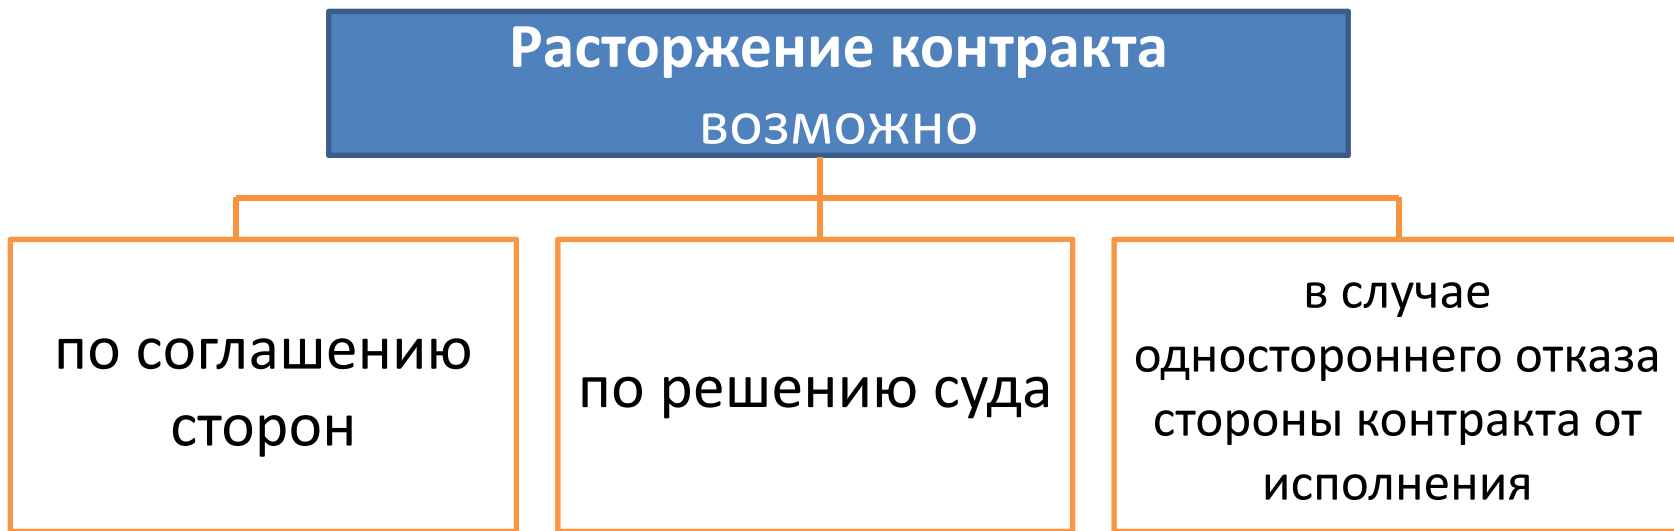 Расторжение контракта
возможно
по соглашению
сторон
по решению суда
в случае
одностороннего отказа
стороны контракта от
исполнения